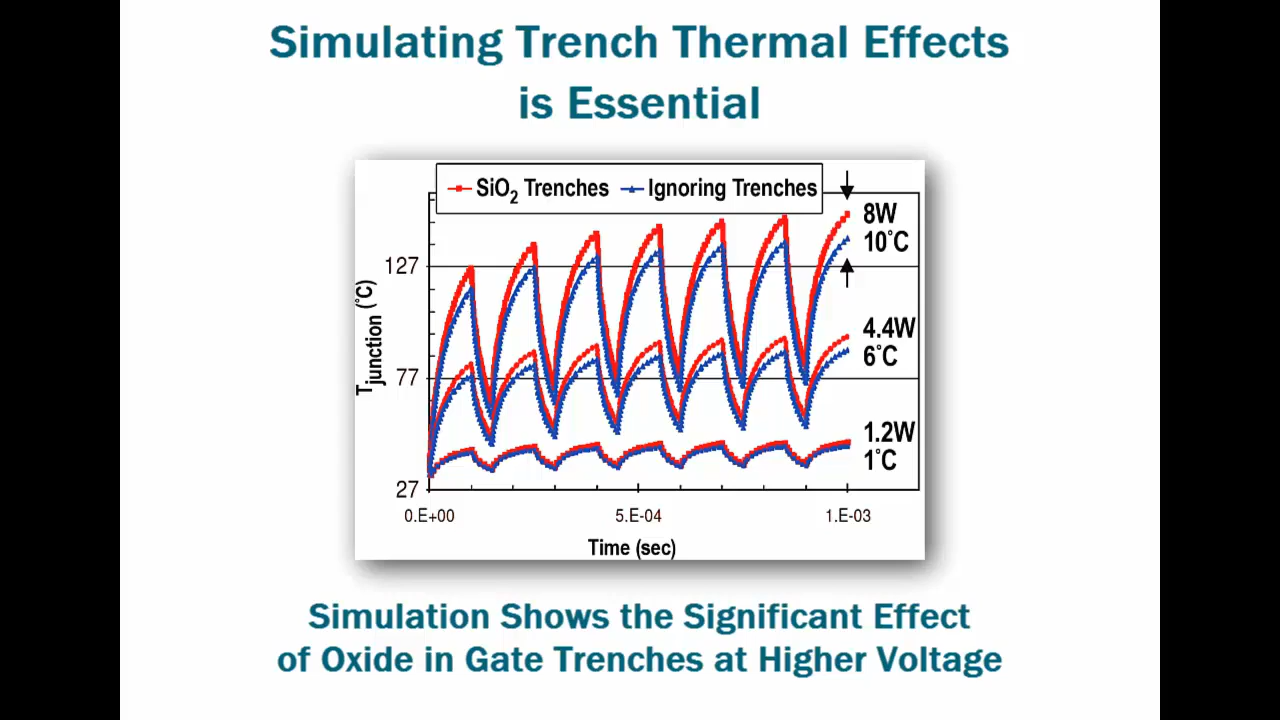 Simulating Trench Thermal Effects
is Essential
SiO2 Trenches Ignoring Trenches
8W
10˚C
127
4.4W
6˚C
77
1.2W
1˚C
27
Tjunction (˚C)
0.E+00 5.E-04 1.E-03
Time (sec)
Simulation Shows the Significant Effect
of Oxide in Gate Trenches at Higher Voltage